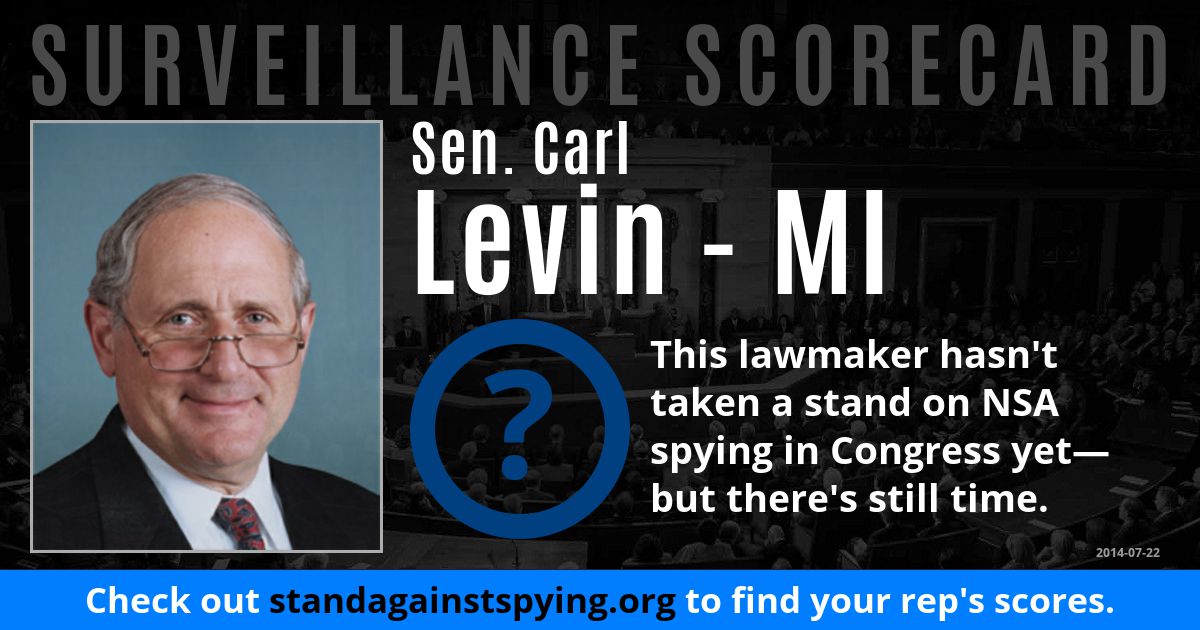 SURVEILLANCE SCORECARD
Sen. Carl
Levin - MI
?
This lawmaker hasn't
taken a stand on NSA
spying in Congress yet—
but there's still time.
2014-07-22
Check out standagainstspying.org to find your rep's scores.